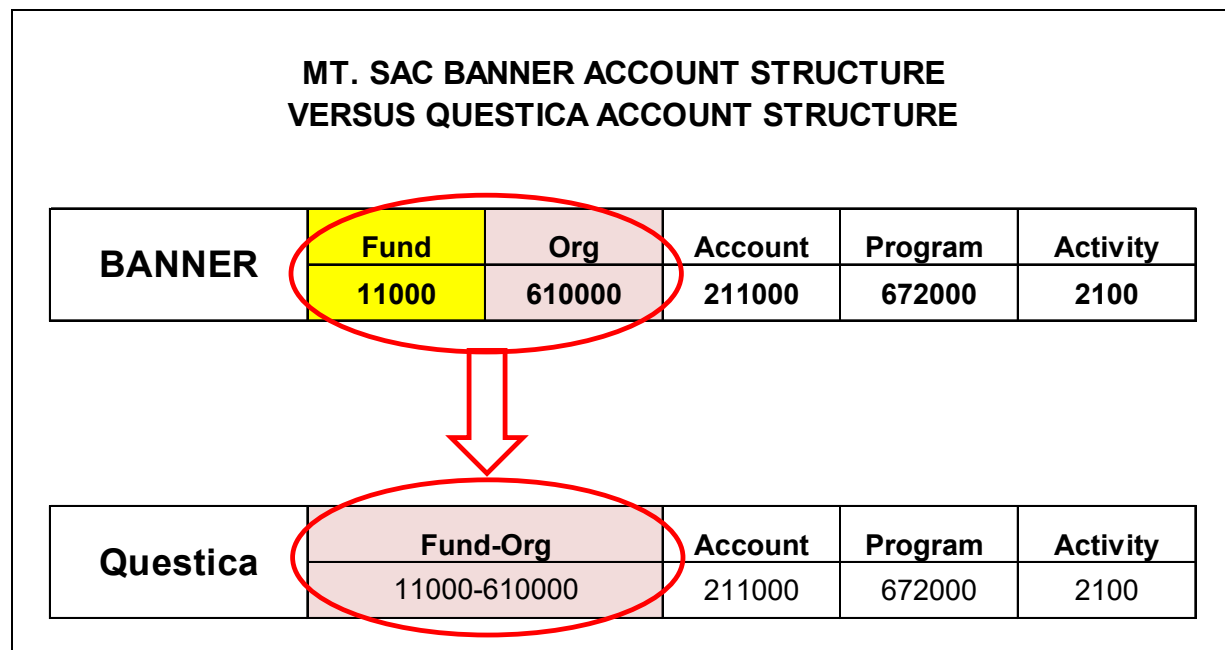 MT. SAC BANNER ACCOUNT STRUCTURE
VERSUS QUESTICA ACCOUNT STRUCTURE
BANNER
Fund Org Account Program Activity
11000 610000 211000 672000 2100
Questica
Fund-Org Account Program Activity
11000-610000 211000 672000 2100